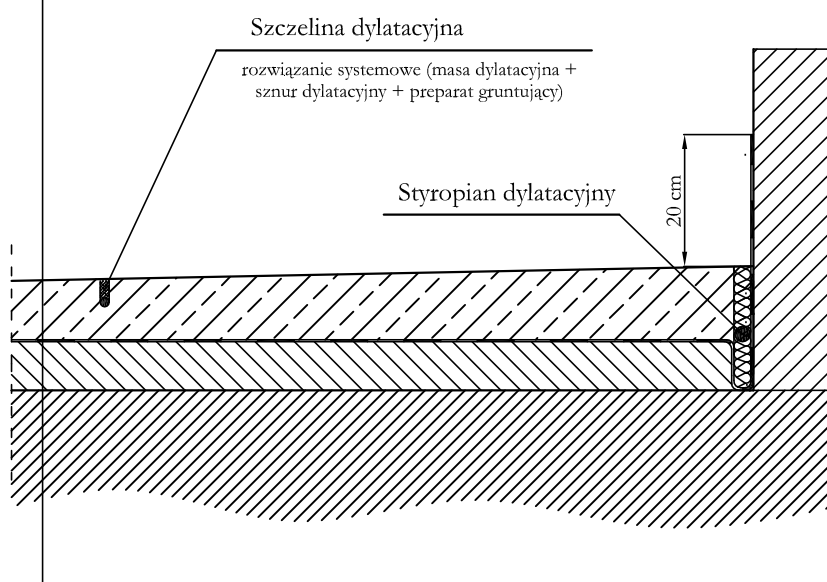 Szczelina dylatacyjna
rozwiązanie systemowe (masa dylatacyjna +
sznur dylatacyjny + preparat gruntujący)
Styropian dylatacyjny
20 cm